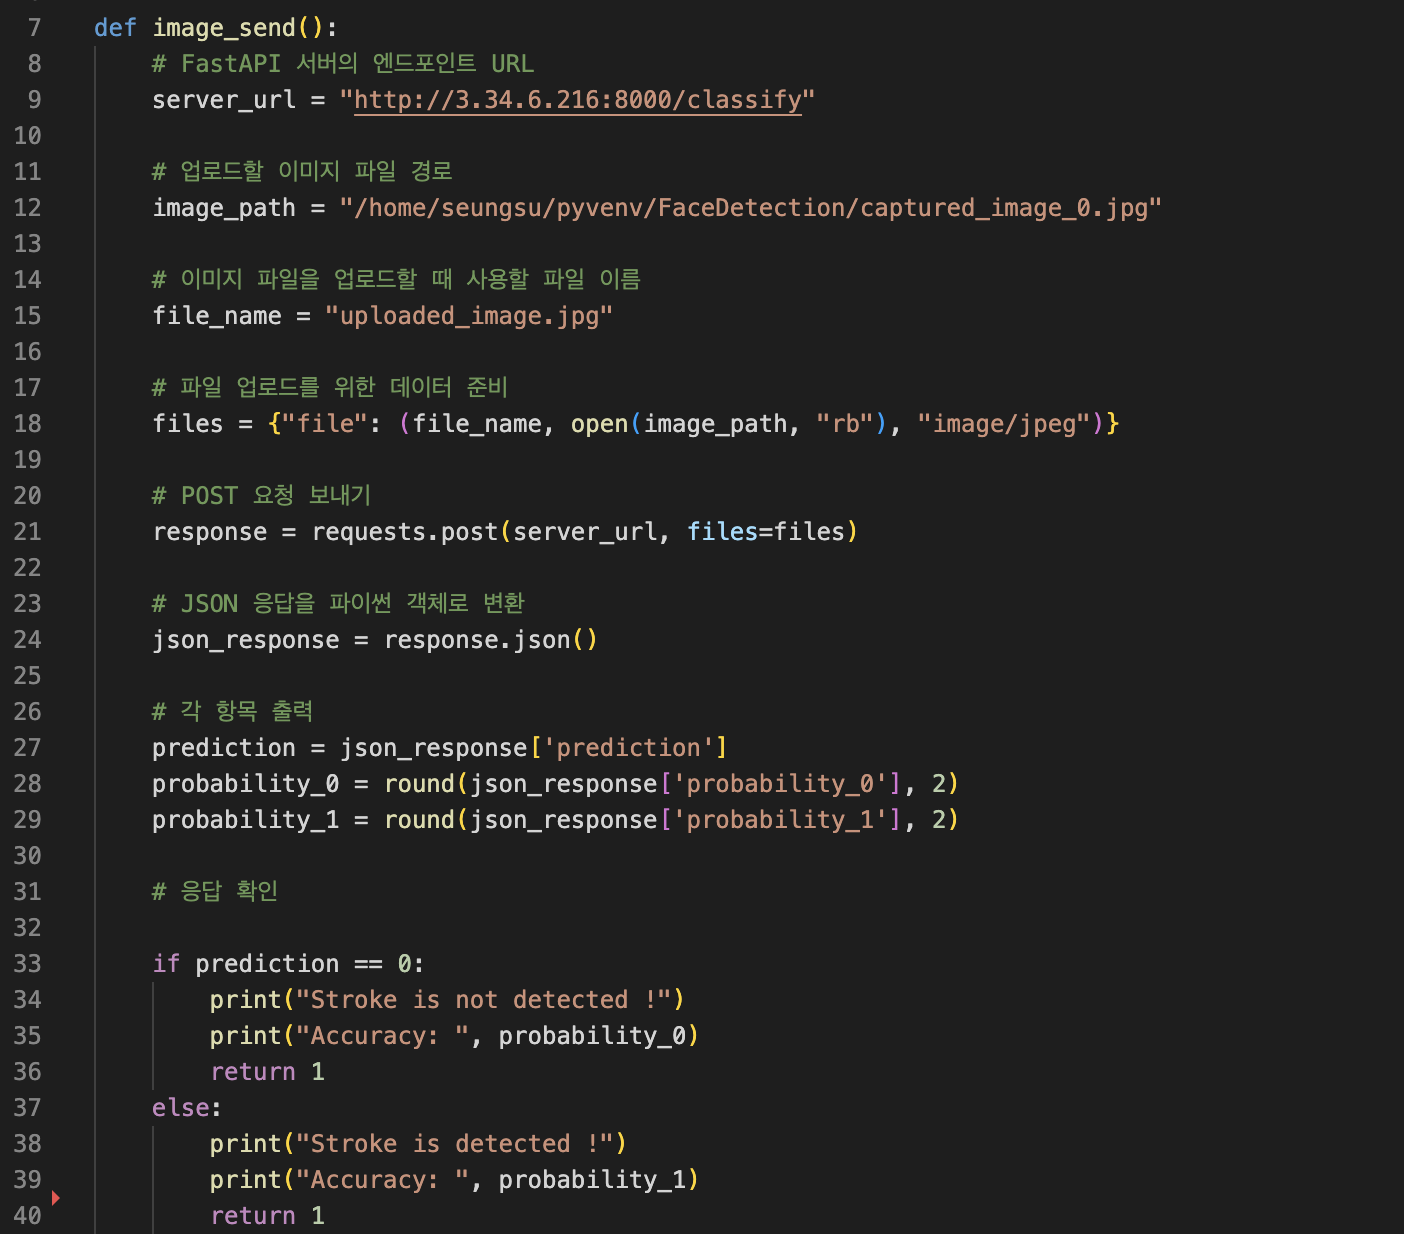 7 def image_send():
8 # FastAPI 서버의 엔드포인트 URL
9 server_url = "http://3.34.6.216:8000/classify"
10
11 # 업로드할 이미지 파일 경로
12 image_path = "/home/seungsu/pyvenv/FaceDetection/captured_image_0.jpg"
13
14 # 이미지 파일을 업로드할 때 사용할 파일 이름
15 file_name = "uploaded_image.jpg"
16
17 # 파일 업로드를 위한 데이터 준비
18 files = {"file": (file_name, open(image_path, "rb"), "image/jpeg")}
19
20 # POST 요청 보내기
21 response = requests.post(server_url, files=files)
22
23 # JSON 응답을 파이썬 객체로 변환
24 json_response = response.json()
25
26 # 각 항목 출력
27 prediction = json_response['prediction']
28 probability_0 = round(json_response['probability_0'], 2)
29 probability_1 = round(json_response['probability_1'], 2)
30
31 # 응답 확인
32
33 if prediction == 0:
34 print("Stroke is not detected !")
35 print("Accuracy: ", probability_0)
36 return 1
37 else:
38 print("Stroke is detected !")
39 print("Accuracy: ", probability_1)
40 return 1